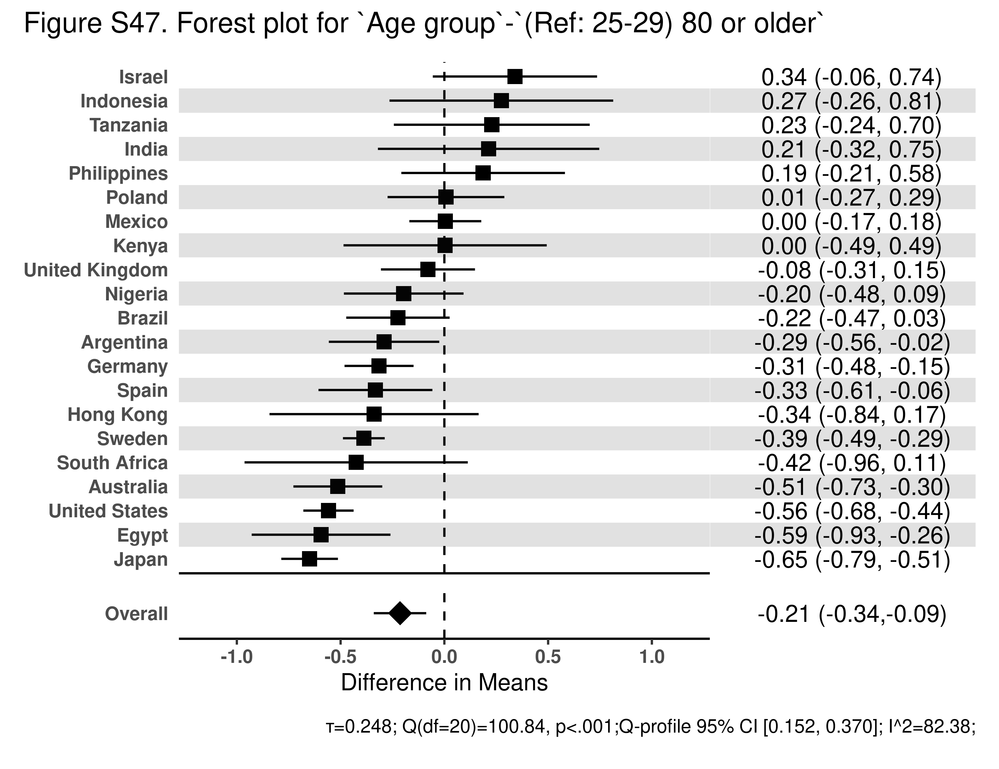 Figure S47. Forest plot for `Age group`-`(Ref: 25-29) 80 or older`
Israel 0.34 (-0.06, 0.74)
Indonesia 0.27 (-0.26, 0.81)
Tanzania 0.23 (-0.24, 0.70)
India 0.21 (-0.32, 0.75)
Philippines 0.19 (-0.21, 0.58)
Poland 0.01 (-0.27, 0.29)
Mexico 0.00 (-0.17, 0.18)
Kenya 0.00 (-0.49, 0.49)
United Kingdom -0.08 (-0.31, 0.15)
Nigeria -0.20 (-0.48, 0.09)
Brazil -0.22 (-0.47, 0.03)
Argentina -0.29 (-0.56, -0.02)
Germany -0.31 (-0.48, -0.15)
Spain -0.33 (-0.61, -0.06)
Hong Kong -0.34 (-0.84, 0.17)
Sweden -0.39 (-0.49, -0.29)
South Africa -0.42 (-0.96, 0.11)
Australia -0.51 (-0.73, -0.30)
United States -0.56 (-0.68, -0.44)
Egypt -0.59 (-0.93, -0.26)
Japan -0.65 (-0.79, -0.51)
Overall -0.21 (-0.34,-0.09)
-1.0 -0.5 0.0 0.5 1.0
Difference in Means
τ=0.248; Q(df=20)=100.84, p<.001;Q-profile 95% CI [0.152, 0.370]; I^2=82.38;